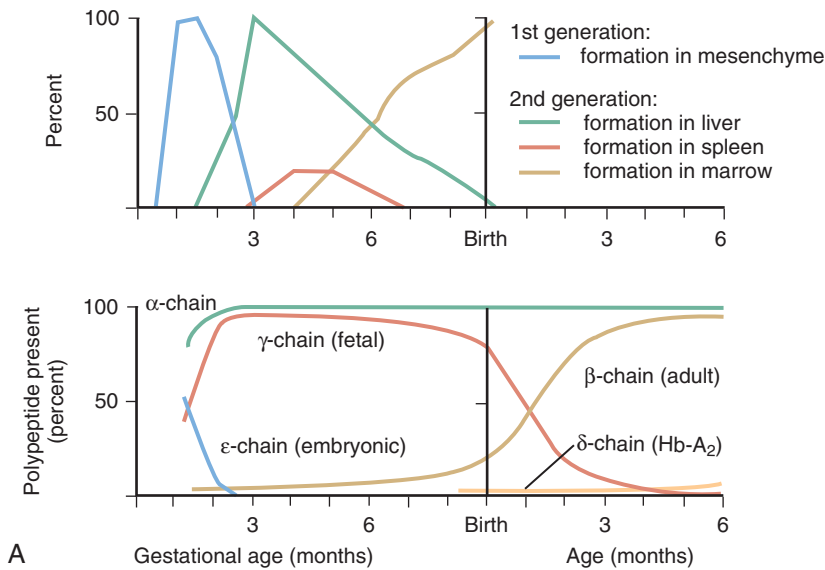 100
50
Percent
3
6
Birth
3
6
1st generation:
formation in mesenchyme
2nd generation:
formation in liver
formation in spleen
formation in marrow
100
50
Polypeptide present
(percent)
α-chain
γ-chain (fetal)
ε-chain (embryonic)
β-chain (adult)
δ-chain (Hb-A₂)
3
6
Birth
3
6
A
Gestational age (months)
Age (months)